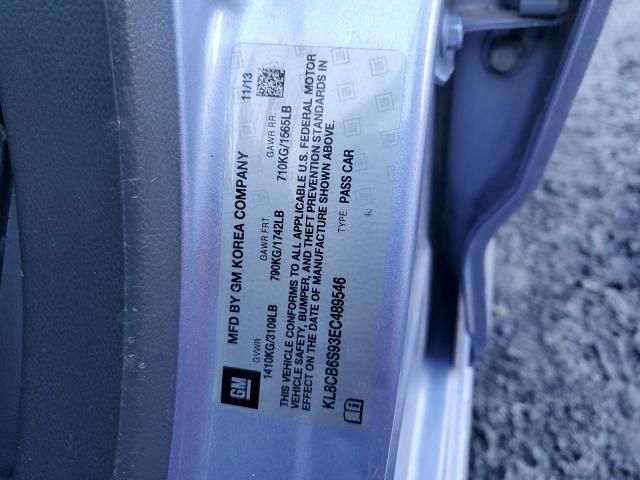 GM
MFD BY GM KOREA COMPANY 11/13
GVWR GAWR FRT. GAWR RR.
1410KG/3109LB 790KG/1742LB 710KG/1565LB
THIS VEHICLE CONFORMS TO ALL APPLICABLE U.S. FEDERAL MOTOR
VEHICLE SAFETY, BUMPER, AND THEFT PREVENTION STANDARDS IN
EFFECT ON THE DATE OF MANUFACTURE SHOWN ABOVE.
KL8CB6S93EC489546 TYPE: PASS CAR